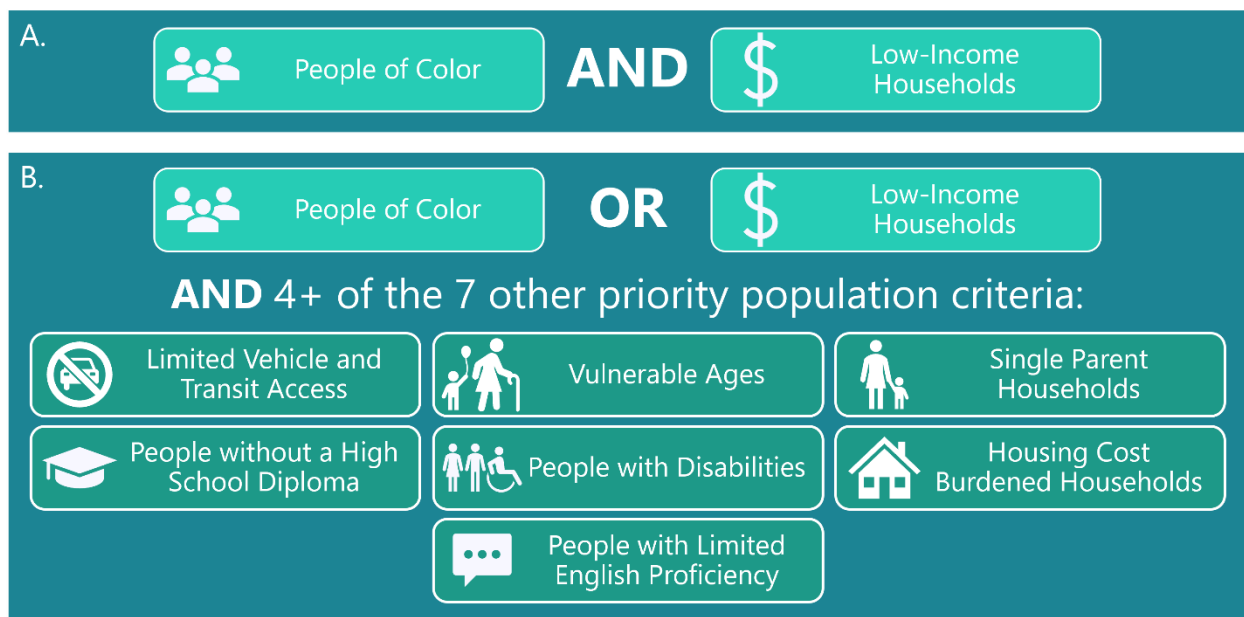 A.
People of Color
AND
Low-Income
Households
B.
People of Color
OR
Low-Income
Households
AND 4+ of the 7 other priority population criteria:
Limited Vehicle and
Transit Access
Vulnerable Ages
Single Parent
Households
People without a High
School Diploma
People with Disabilities
Housing Cost
Burdened Households
People with Limited
English Proficiency